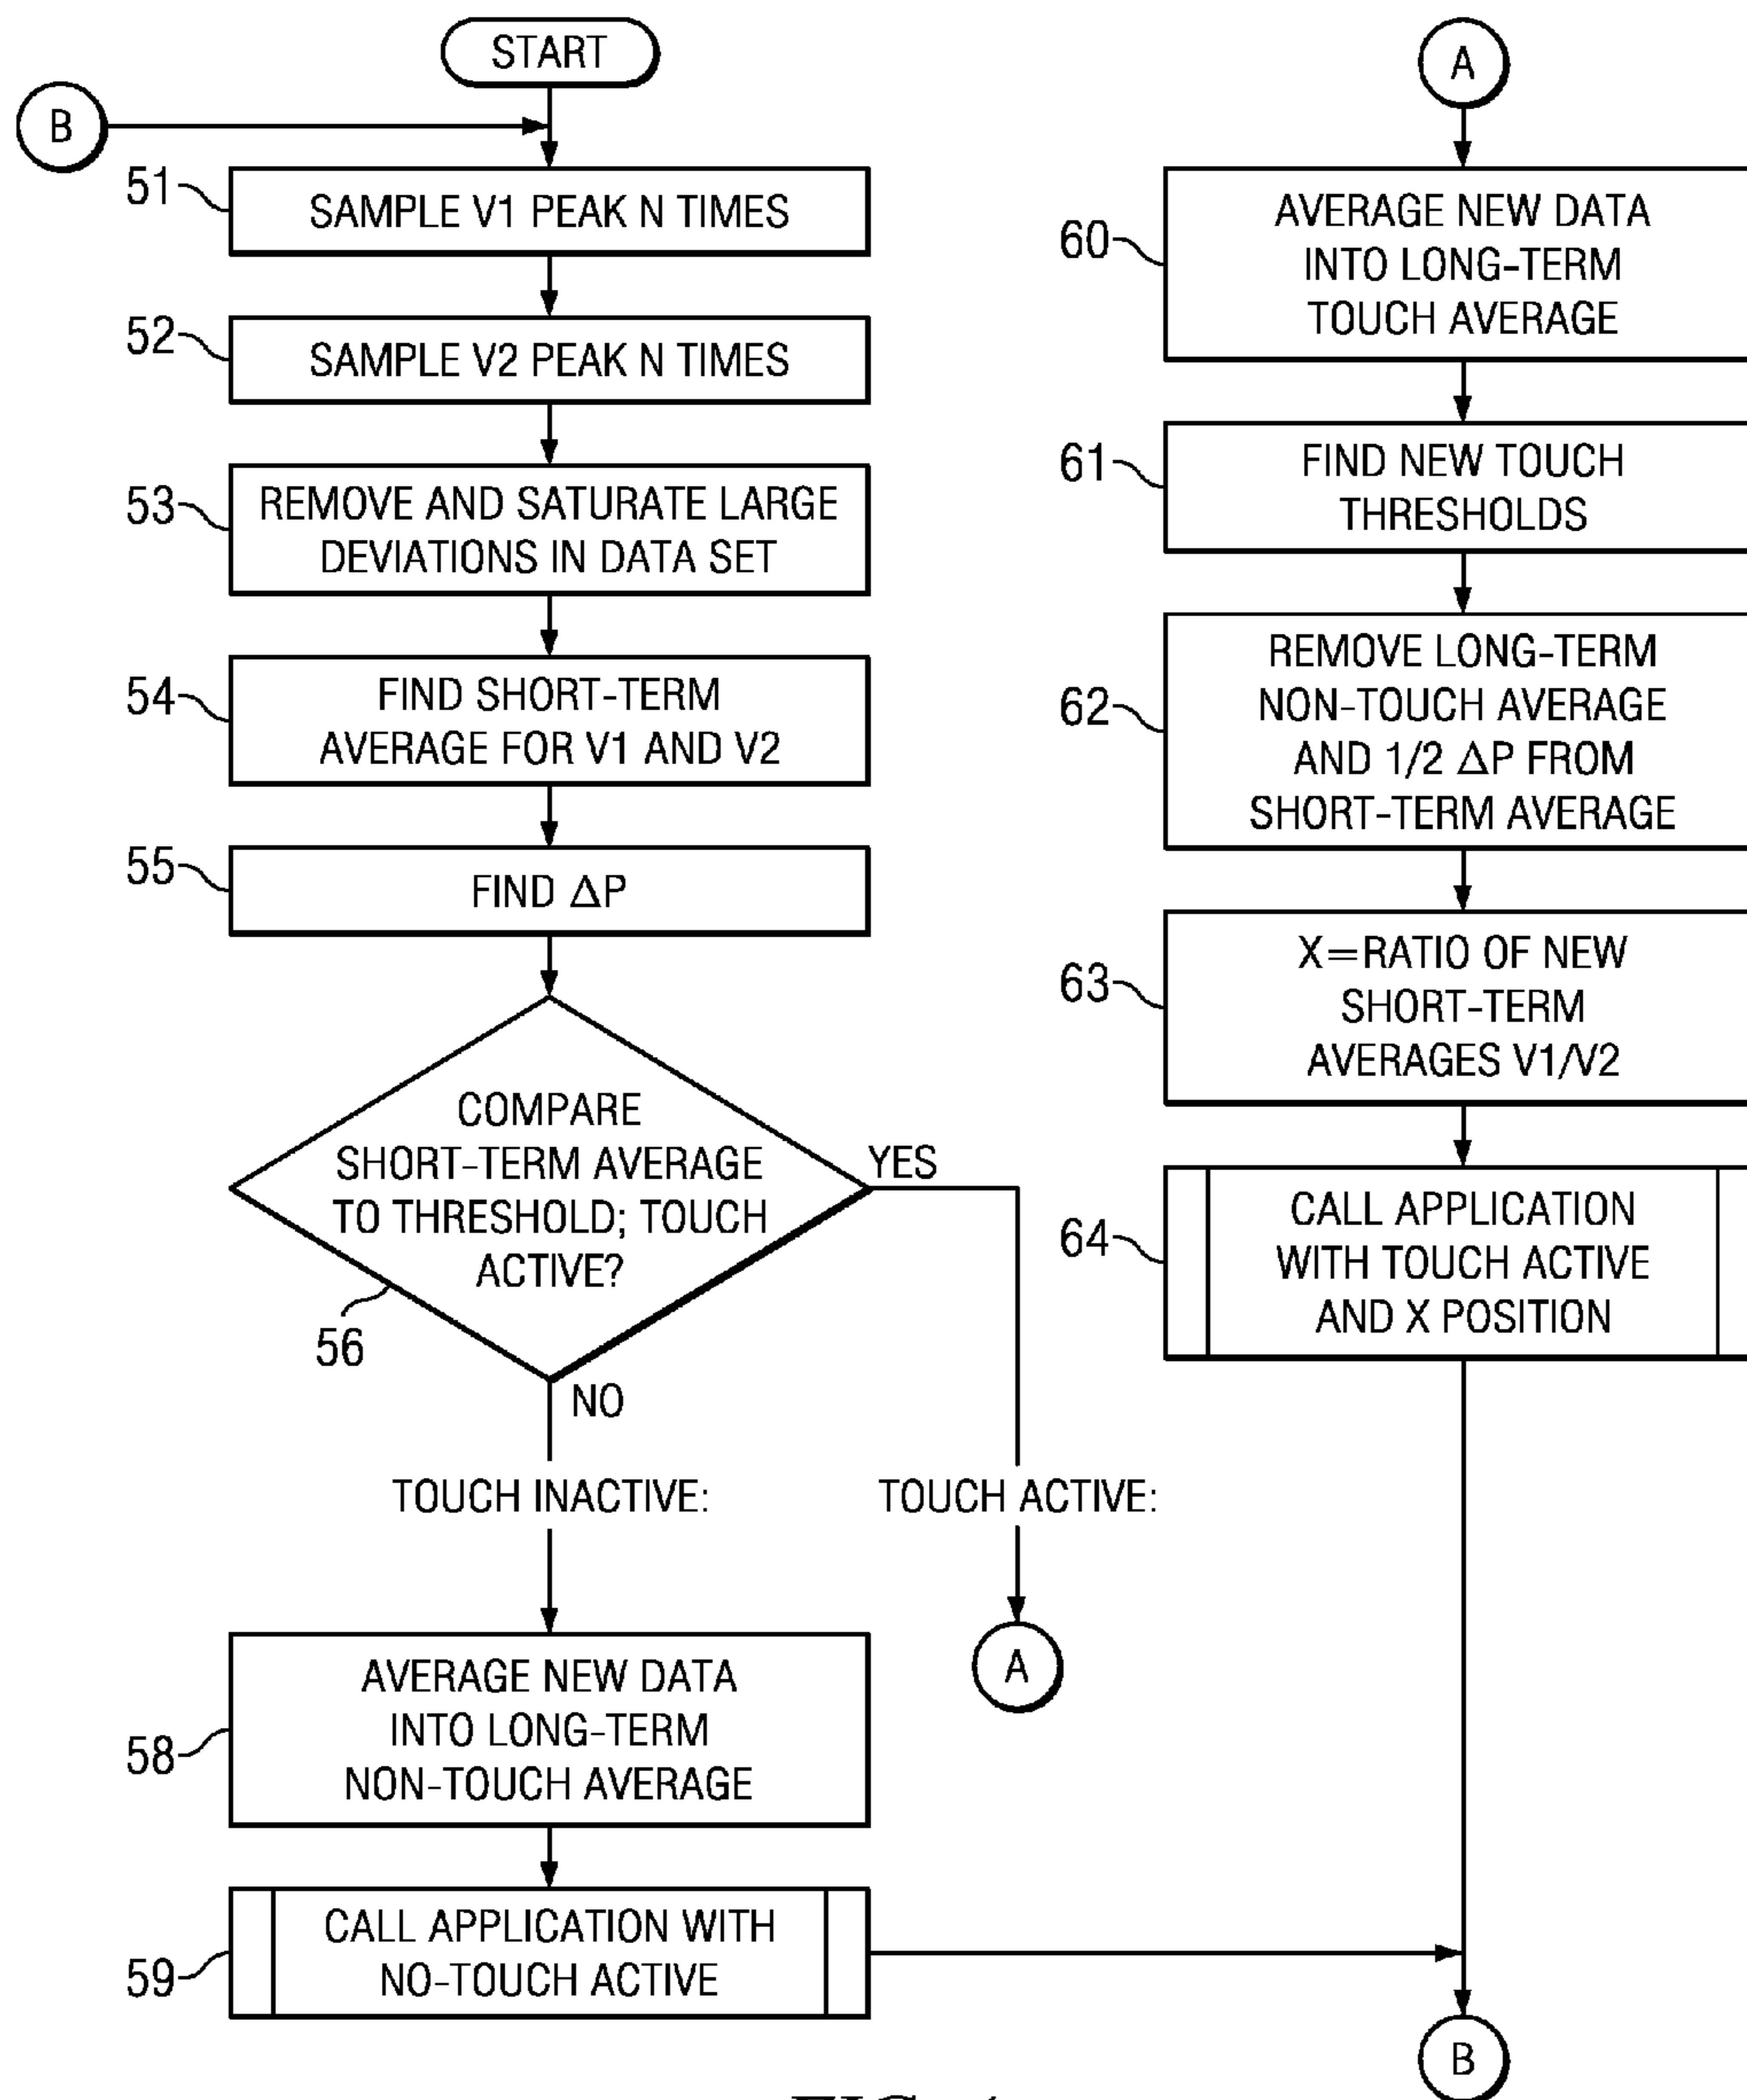 START
B
51
SAMPLE V1 PEAK N TIMES
52
SAMPLE V2 PEAK N TIMES
53
REMOVE AND SATURATE LARGE
DEVIATIONS IN DATA SET
54
FIND SHORT-TERM
AVERAGE FOR V1 AND V2
55
FIND ΔP
COMPARE
SHORT-TERM AVERAGE
TO THRESHOLD; TOUCH
ACTIVE?
56
YES
NO
TOUCH INACTIVE:
TOUCH ACTIVE:
A
58
AVERAGE NEW DATA
INTO LONG-TERM
NON-TOUCH AVERAGE
59
CALL APPLICATION WITH
NO-TOUCH ACTIVE
A
60
AVERAGE NEW DATA
INTO LONG-TERM
TOUCH AVERAGE
61
FIND NEW TOUCH
THRESHOLDS
62
REMOVE LONG-TERM
NON-TOUCH AVERAGE
AND 1/2 ΔP FROM
SHORT-TERM AVERAGE
63
X=RATIO OF NEW
SHORT-TERM
AVERAGES V1/V2
64
CALL APPLICATION
WITH TOUCH ACTIVE
AND X POSITION
B